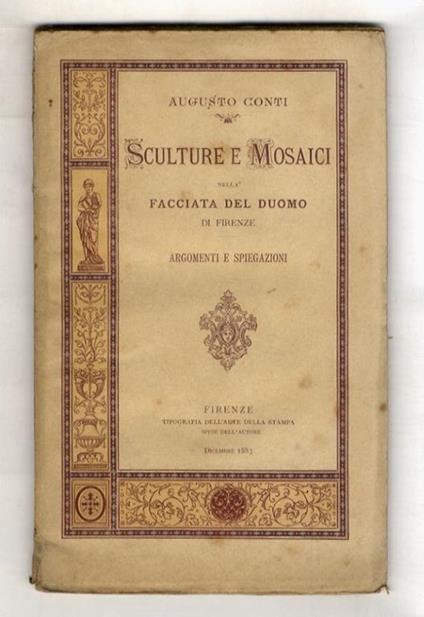 AUGUSTO CONTI
SCULTURE E MOSAICI
NELLA
FACCIATA DEL DUOMO
DI FIRENZE
ARGOMENTI E SPIEGAZIONI
FIRENZE
TIPOGRAFIA DELL'ARTE DELLA STAMPA
SPESE DELL'AUTORE
DICEMBRE 1883